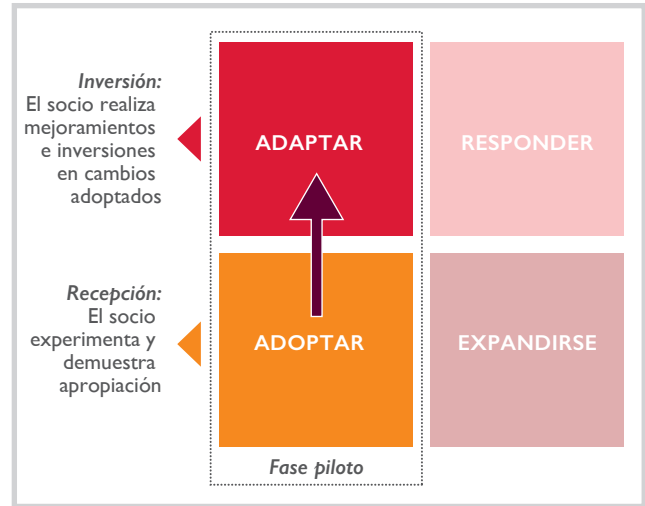 Inversión:
El socio realiza
mejoramientos
e inversiones
en cambios
adoptados
ADAPTAR
RESPONDER
Recepción:
El socio
experimenta y
demuestra
apropiación
ADOPTAR
EXPANDIRSE
Fase piloto